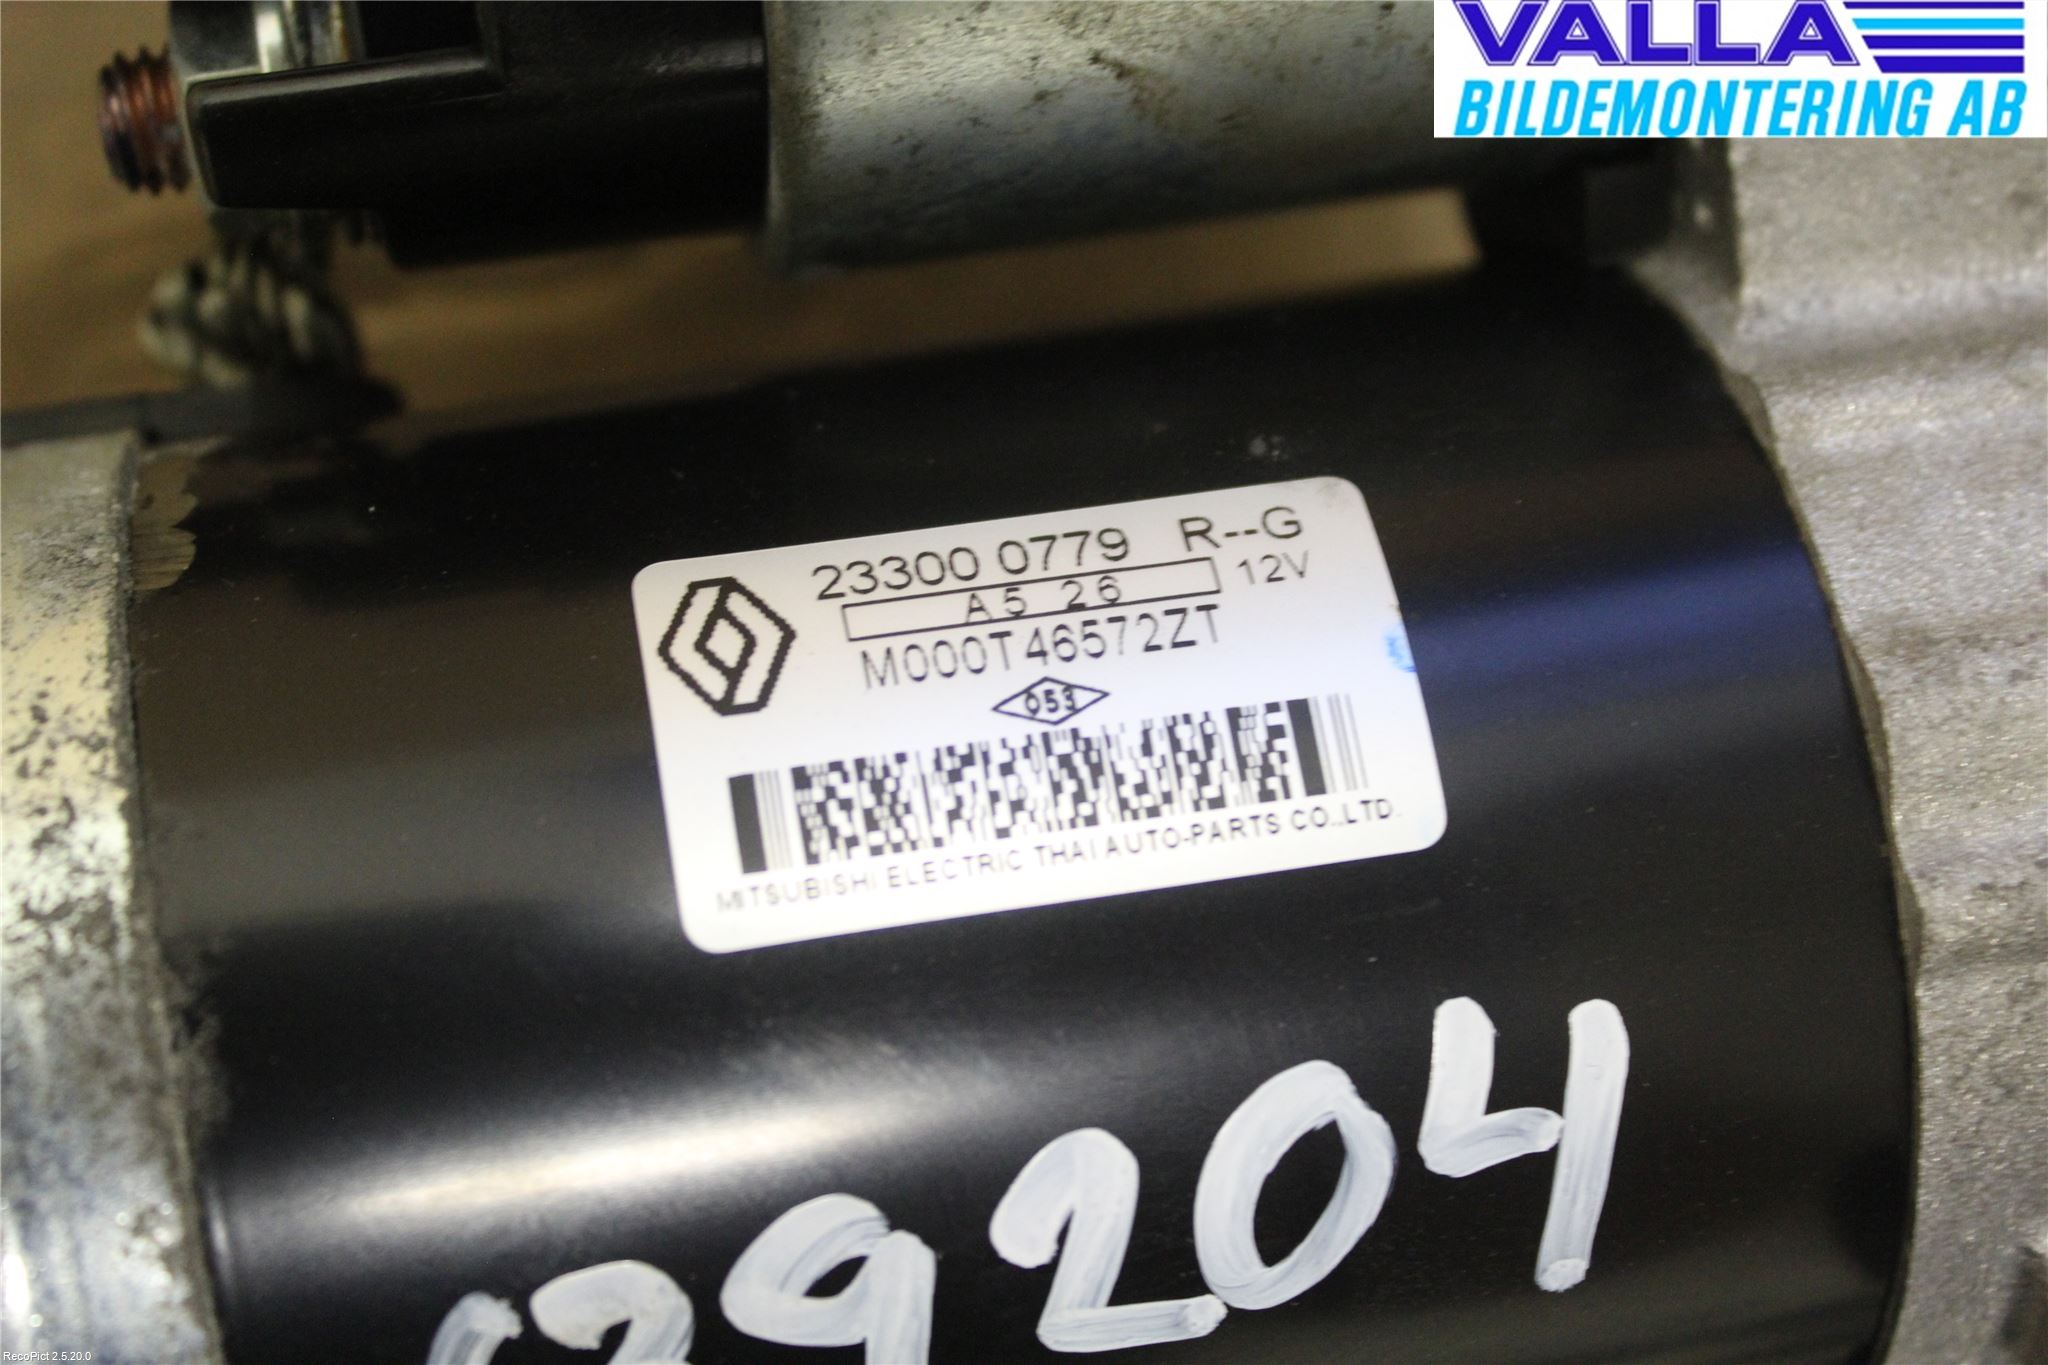 VALLA
BILDEMONTERING AB
23300 0779 R--G
A5 26 12V
M000T46572ZT
053
MITSUBISHI ELECTRIC THAI AUTO-PARTS CO.,LTD.
9204
RecoPict 2.5.20.0